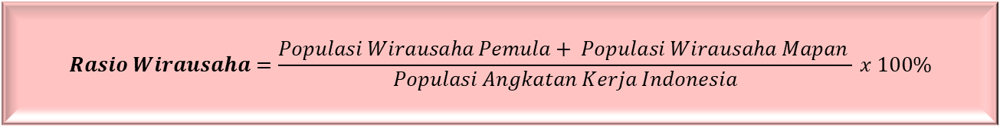 Rasio Wirausaha = Populasi Wirausaha Pemula + Populasi Wirausaha Mapan
Populasi Angkatan Kerja Indonesia
x 100%